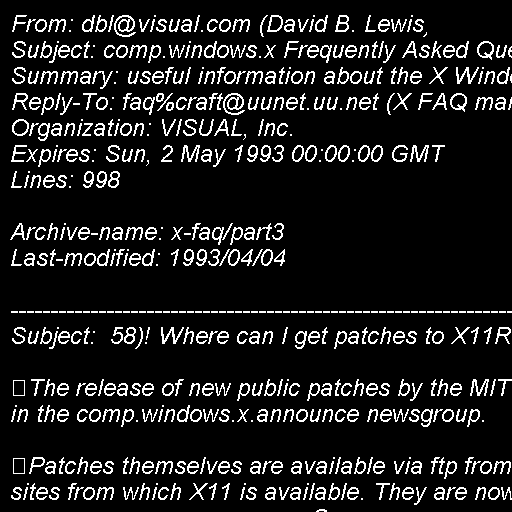 From: dbl@visual.com (David B. Lewis,
Subject: comp.windows.x Frequently Asked Que
Summary: useful information about the X Wind
Reply-To: faq%craft@uunet.uu.net (X FAQ mai
Organization: VISUAL, Inc.
Expires: Sun, 2 May 1993 00:00:00 GMT
Lines: 998

Archive-name: x-faq/part3
Last-modified: 1993/04/04

----------------------------------------------------------------------
Subject:  58)! Where can I get patches to X11R

The release of new public patches by the MIT
in the comp.windows.x.announce newsgroup.

Patches themselves are available via ftp from
sites from which X11 is available. They are now